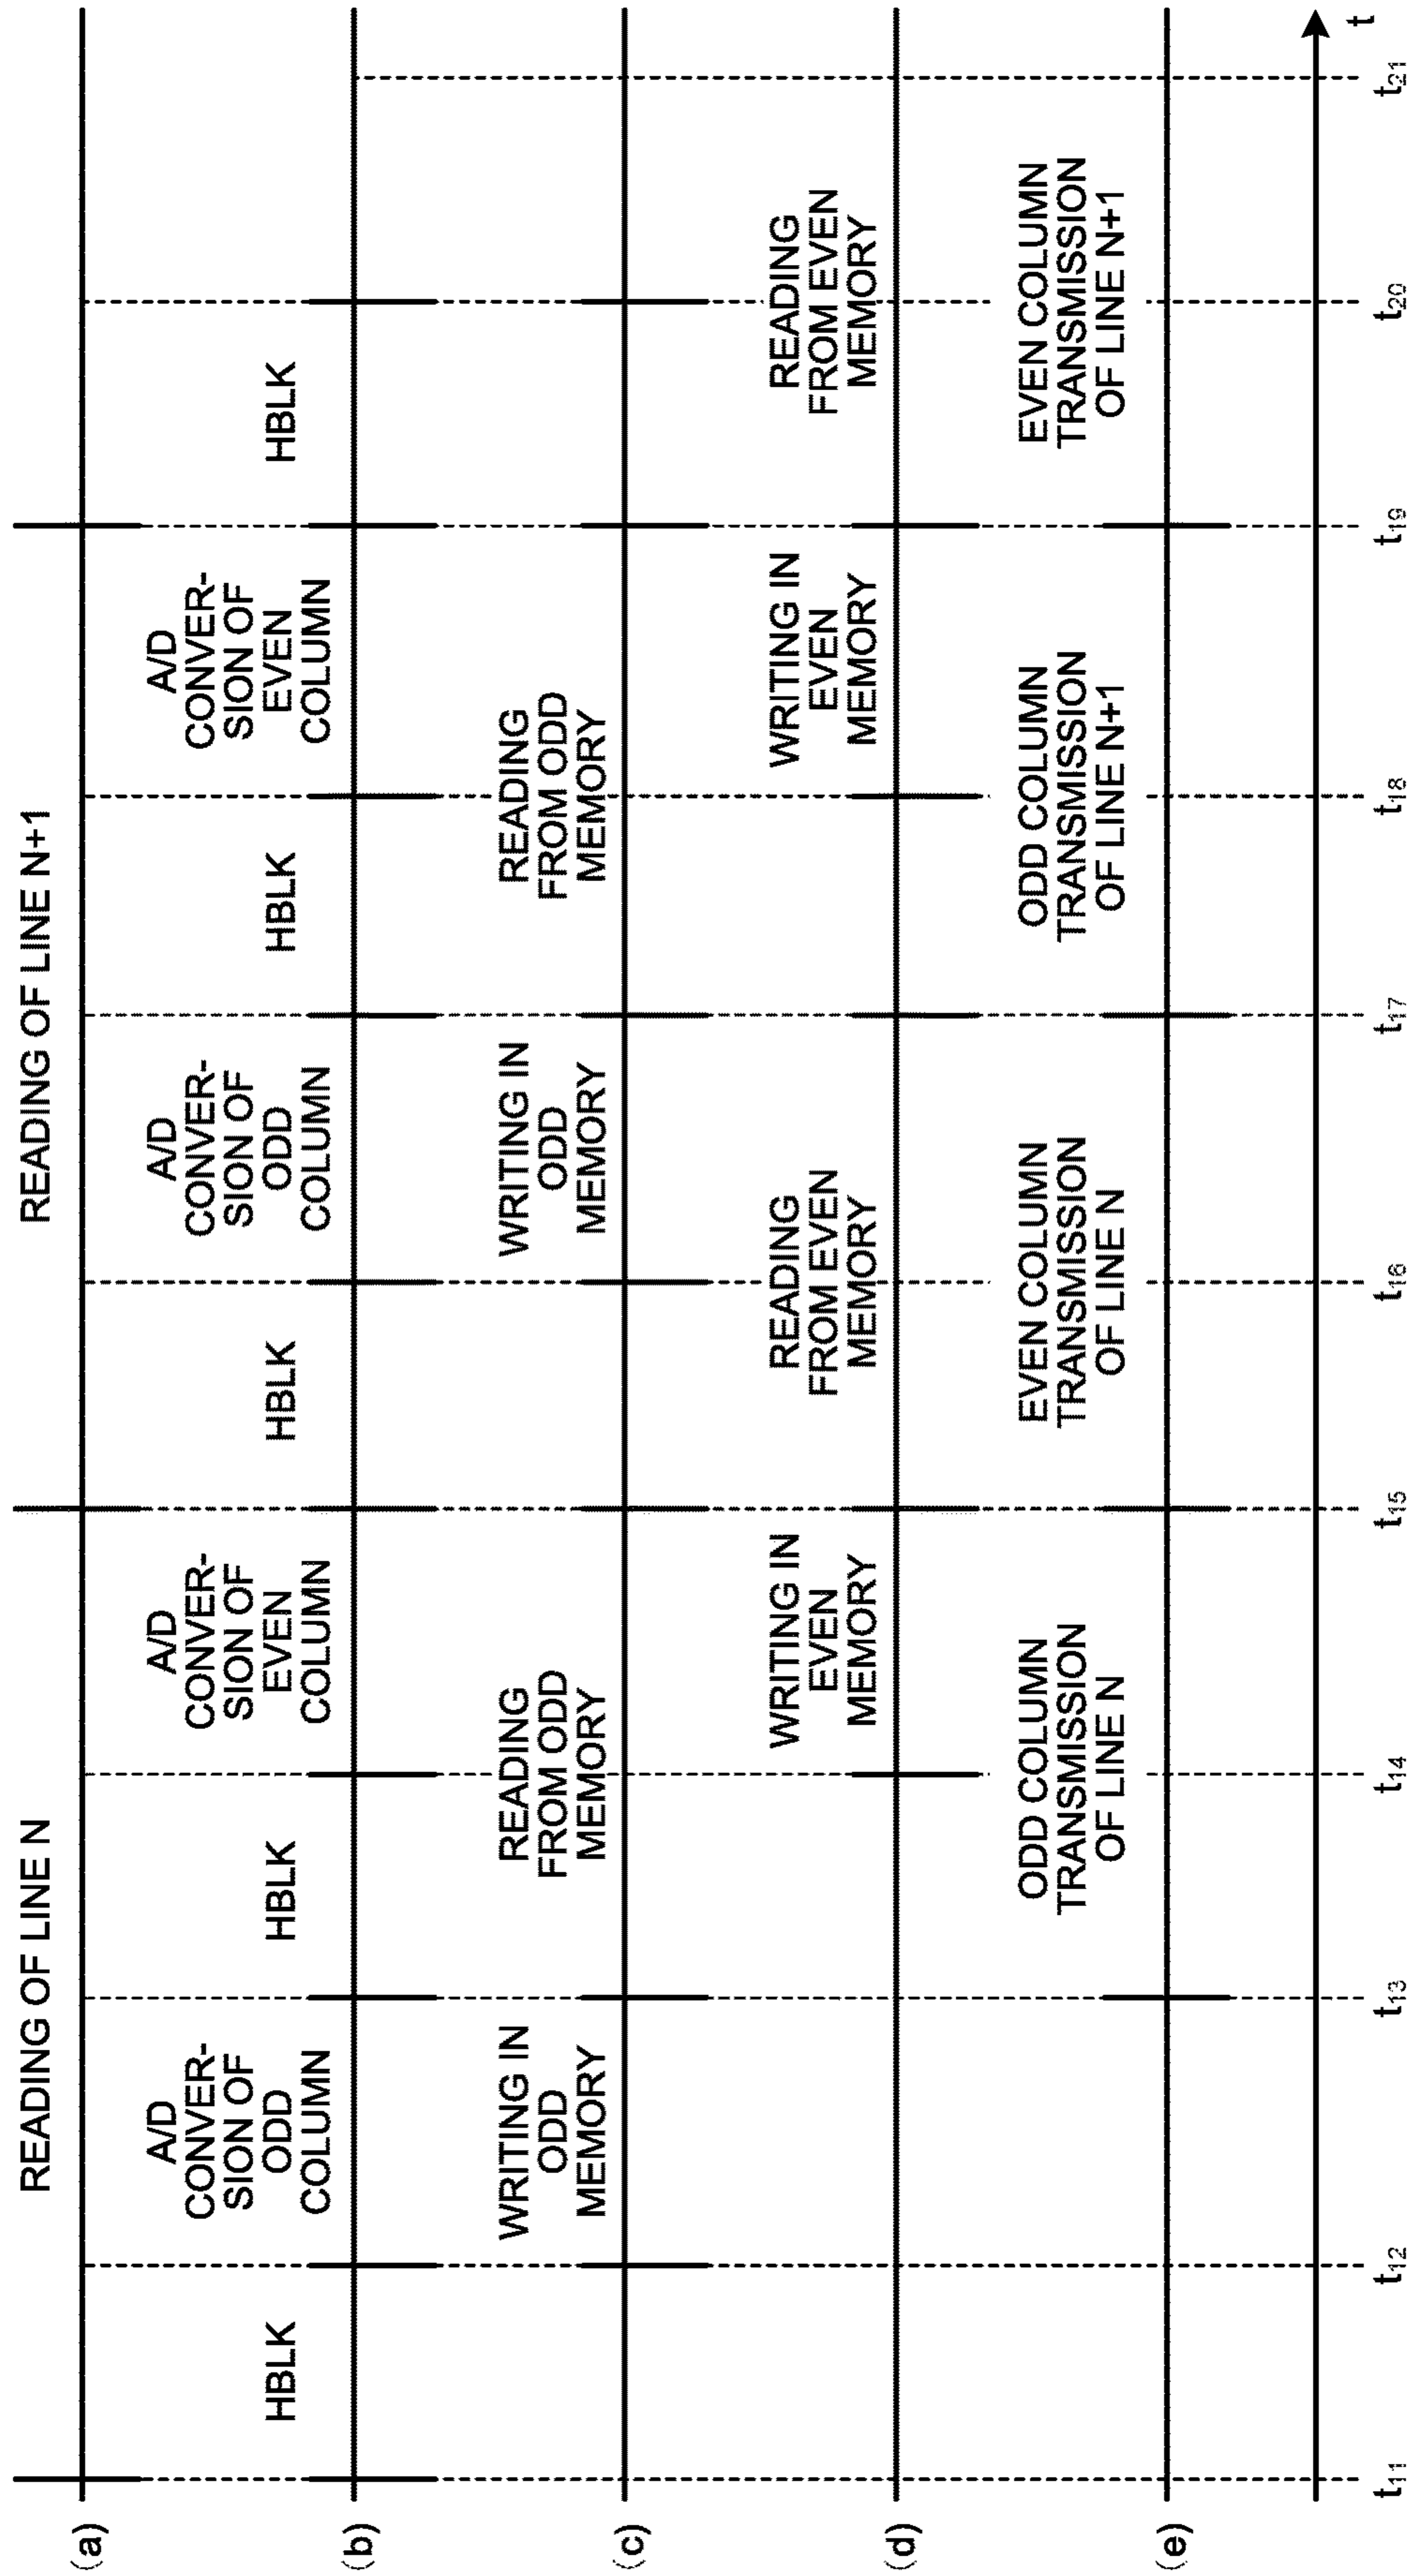 READING OF LINE N
READING OF LINE N+1
(a)
HBLK
A/D
CONVER-
SION OF
ODD
COLUMN
HBLK
A/D
CONVER-
SION OF
EVEN
COLUMN
HBLK
A/D
CONVER-
SION OF
ODD
COLUMN
HBLK
A/D
CONVER-
SION OF
EVEN
COLUMN
HBLK
(b)
WRITING IN
ODD
MEMORY
READING
FROM ODD
MEMORY
WRITING IN
ODD
MEMORY
READING
FROM ODD
MEMORY
(c)
WRITING IN
EVEN
MEMORY
READING
FROM EVEN
MEMORY
WRITING IN
EVEN
MEMORY
READING
FROM EVEN
MEMORY
(d)
ODD COLUMN
TRANSMISSION
OF LINE N
EVEN COLUMN
TRANSMISSION
OF LINE N
ODD COLUMN
TRANSMISSION
OF LINE N+1
EVEN COLUMN
TRANSMISSION
OF LINE N+1
(e)
t
t11 t12 t13 t14 t15 t16 t17 t18 t19 t20 t21